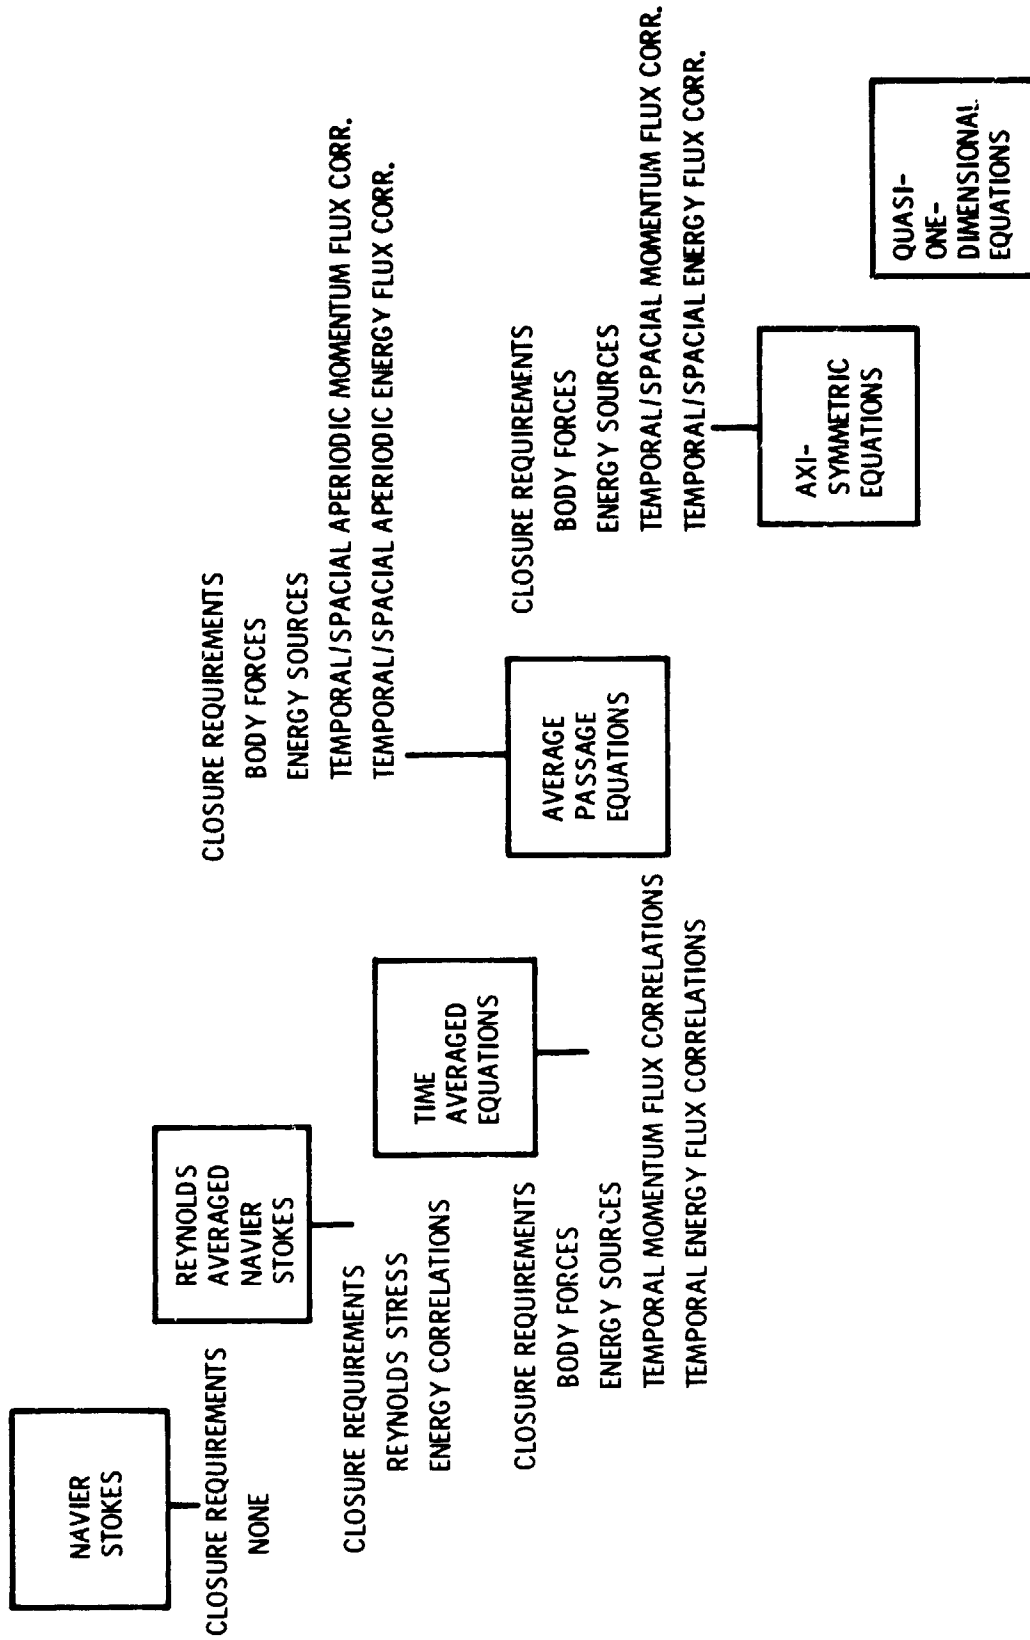 NAVIER
STOKES
CLOSURE REQUIREMENTS
NONE
REYNOLDS
AVERAGED
NAVIER
STOKES
CLOSURE REQUIREMENTS
REYNOLDS STRESS
ENERGY CORRELATIONS
TIME
AVERAGED
EQUATIONS
CLOSURE REQUIREMENTS
BODY FORCES
ENERGY SOURCES
TEMPORAL MOMENTUM FLUX CORRELATIONS
TEMPORAL ENERGY FLUX CORRELATIONS
CLOSURE REQUIREMENTS
BODY FORCES
ENERGY SOURCES
TEMPORAL/SPACIAL APERIODIC MOMENTUM FLUX CORR.
TEMPORAL/SPACIAL APERIODIC ENERGY FLUX CORR.
AVERAGE
PASSAGE
EQUATIONS
CLOSURE REQUIREMENTS
BODY FORCES
ENERGY SOURCES
TEMPORAL/SPACIAL MOMENTUM FLUX CORR.
TEMPORAL/SPACIAL ENERGY FLUX CORR.
AXI-
SYMMETRIC
EQUATIONS
QUASI-
ONE-
DIMENSIONAL
EQUATIONS